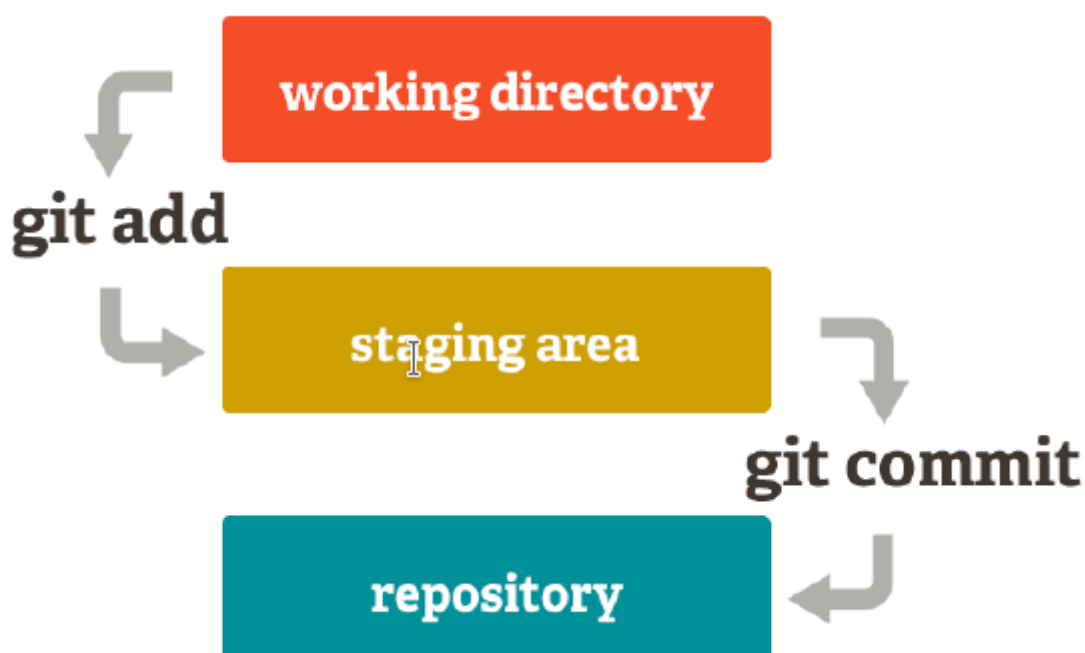 working directory
git add
staging area
git commit
repository